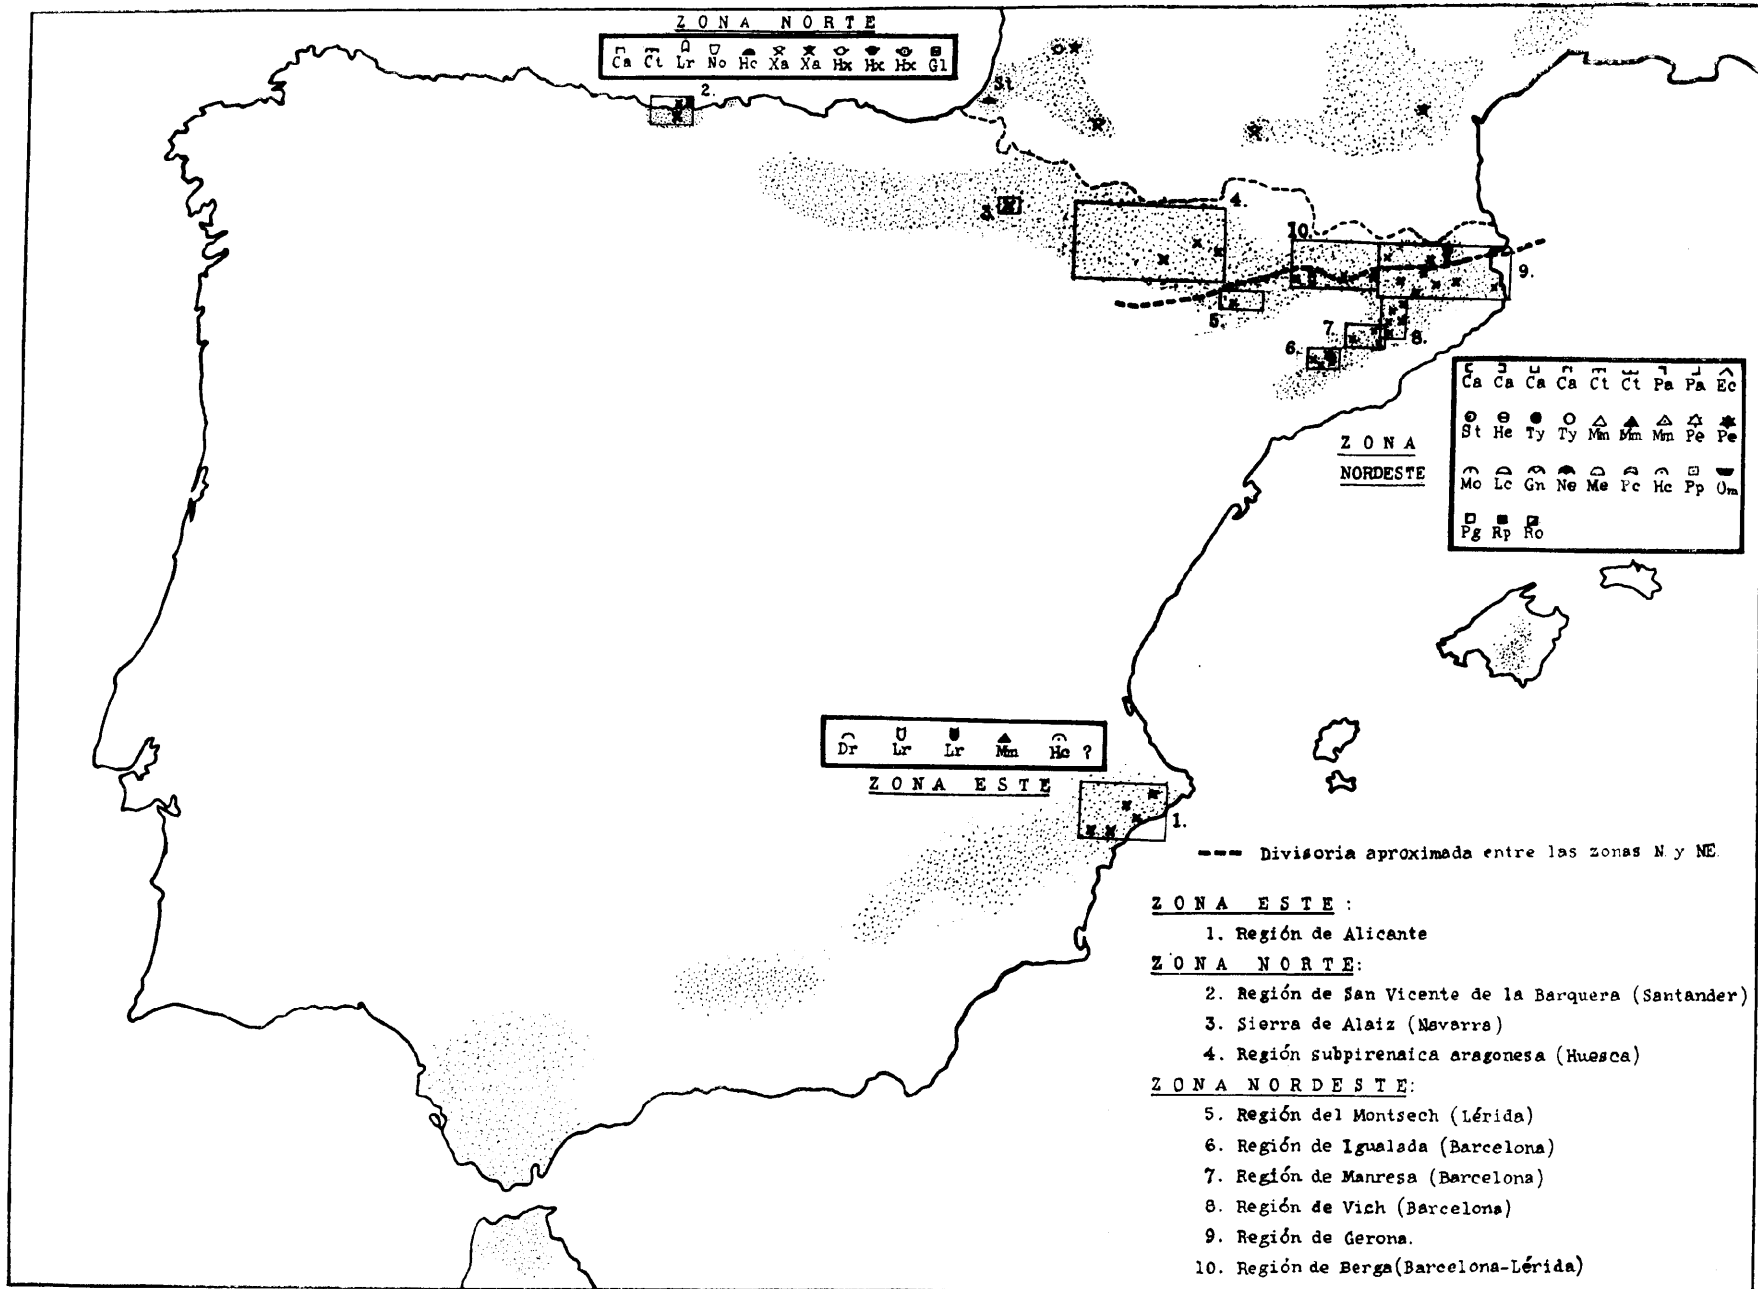 ZONA NORTE
Ca Ct Lr No Hc Xa Xa Hx Hx Hx Gl
2.
St
3.
4.
10.
9.
5.
7.
8.
6.
Ca Ca Ca Ca Ct Ct Pa Pa Ec
St He Ty Ty Mm Mm Mm Pe Pe
Mo Lc Gn Ne Me Pc Hc Pp Om
Pg Rp Ro
ZONA
NORDESTE
Dr Lr Lr Mm Hc ?
ZONA ESTE
1.
Divisoria aproximada entre las zonas N. y NE.
ZONA ESTE:
1. Región de Alicante
ZONA NORTE:
2. Región de San Vicente de la Barquera (Santander)
3. Sierra de Alaiz (Navarra)
4. Región subpirenaica aragonesa (Huesca)
ZONA NORDESTE:
5. Región del Montsech (Lérida)
6. Región de Igualada (Barcelona)
7. Región de Manresa (Barcelona)
8. Región de Vich (Barcelona)
9. Región de Gerona.
10. Región de Berga(Barcelona-Lérida)